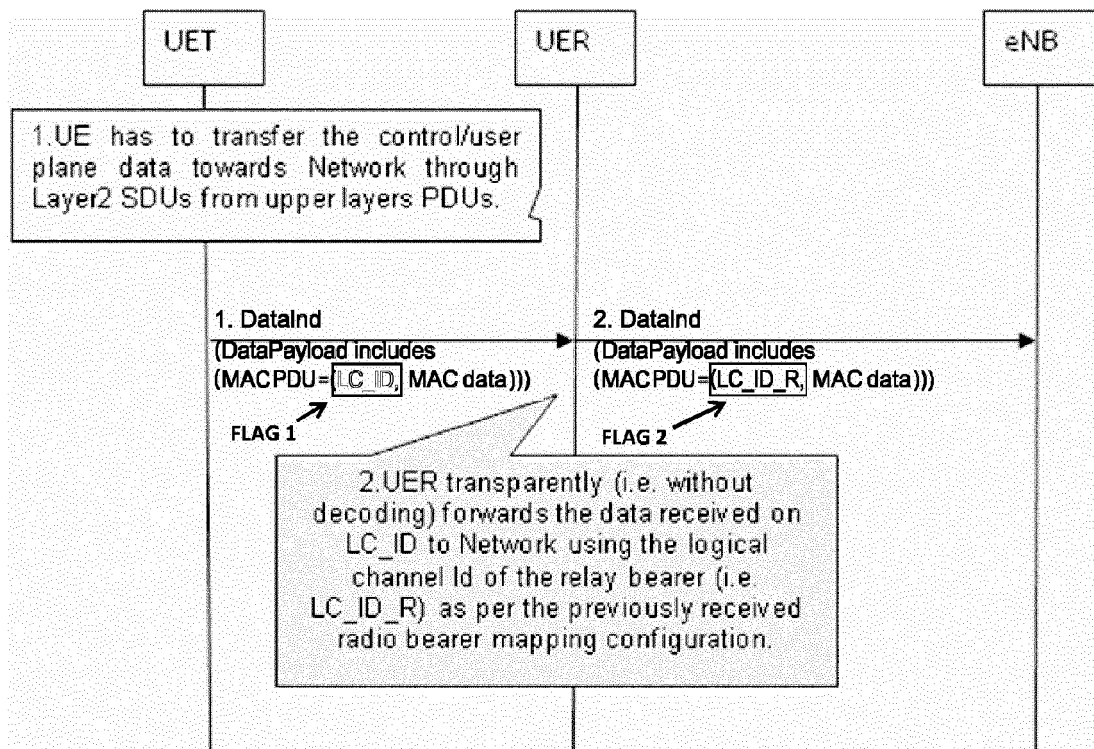 UET
UER
eNB
1.UE has to transfer the control/user
plane data towards Network through
Layer2 SDUs from upper layers PDUs.
1. DataInd
(DataPayload includes
(MACPDU=(LC_ID, MAC data)))
FLAG 1
2. DataInd
(DataPayload includes
(MACPDU=(LC_ID_R, MAC data)))
FLAG 2
2.UER transparently (i.e. without
decoding) forwards the data received on
LC_ID to Network using the logical
channel Id of the relay bearer (i.e.
LC_ID_R) as per the previously received
radio bearer mapping configuration.